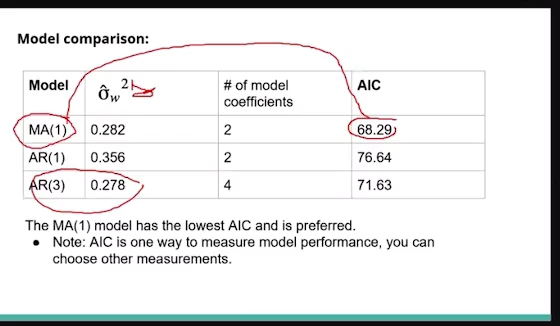 Model comparison:
Model σ̂w² # of model coefficients AIC
MA(1) 0.282 2 68.29
AR(1) 0.356 2 76.64
AR(3) 0.278 4 71.63
The MA(1) model has the lowest AIC and is preferred.
● Note: AIC is one way to measure model performance, you can
choose other measurements.